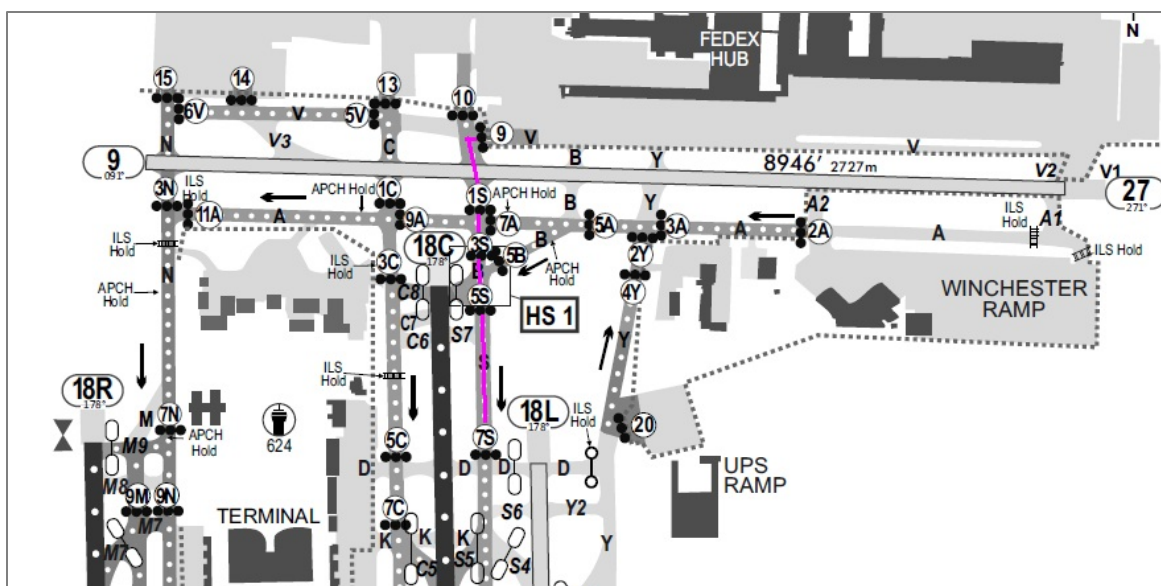 FEDEX
HUB
N
15
14
13
10
6V
V
5V
9
V
V3
N
C
B
Y
8946' 2727m
V
V2
V1
9
091°
27
271°
3N
ILS
Hold
APCH Hold
1C
1S
APCH Hold
B
Y
A2
ILS
Hold
A1
11A
A
9A
7A
5A
3A
A
2A
A
ILS
Hold
18C
178°
3S
B
5B
2Y
ILS Hold
N
ILS
Hold
3C
B
APCH
Hold
4Y
WINCHESTER
RAMP
APCH
Hold
C8
5S
C7
C6
S7
HS 1
Y
ILS
Hold
S
18R
178°
18L
178°
ILS
Hold
M
7N
624
5C
7S
20
M9
APCH
Hold
D
D
D
D
UPS
RAMP
M8
9M
9N
7C
S6
Y2
M7
TERMINAL
K
K
K
M7
C5
S5
S4
Y